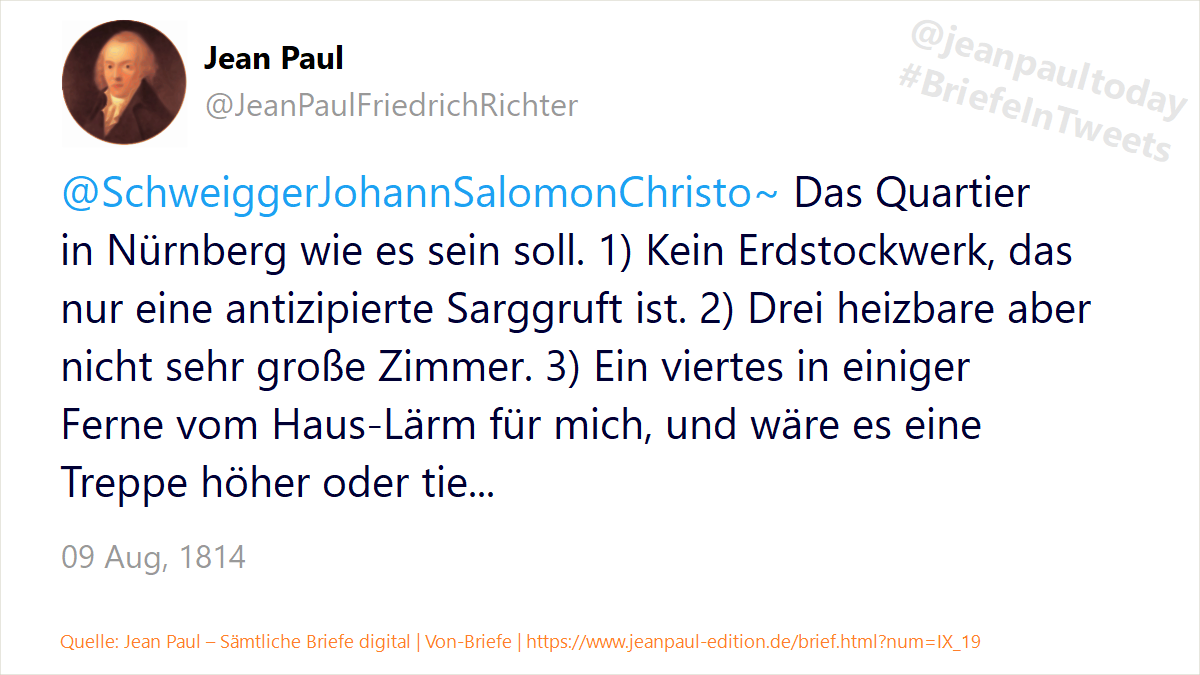 Jean Paul
@JeanPaulFriedrichRichter
@jeanpaultoday
#BriefeInTweets
@SchweiggerJohannSalomonChristo~ Das Quartier
in Nürnberg wie es sein soll. 1) Kein Erdstockwerk, das
nur eine antizipierte Sarggruft ist. 2) Drei heizbare aber
nicht sehr große Zimmer. 3) Ein viertes in einiger
Ferne vom Haus-Lärm für mich, und wäre es eine
Treppe höher oder tie...
09 Aug, 1814
Quelle: Jean Paul – Sämtliche Briefe digital | Von-Briefe | https://www.jeanpaul-edition.de/brief.html?num=IX_19